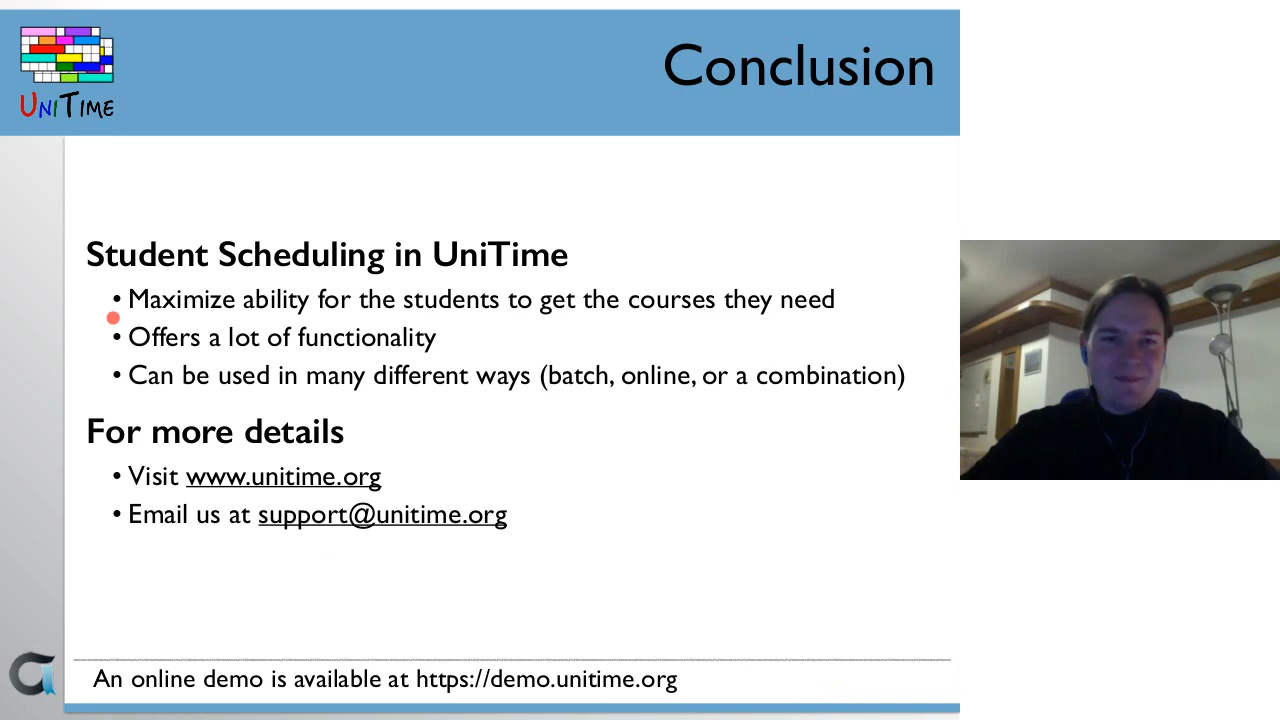 UNITIME
Conclusion
Student Scheduling in UniTime
• Maximize ability for the students to get the courses they need
• Offers a lot of functionality
• Can be used in many different ways (batch, online, or a combination)
For more details
• Visit www.unitime.org
• Email us at support@unitime.org
An online demo is available at https://demo.unitime.org